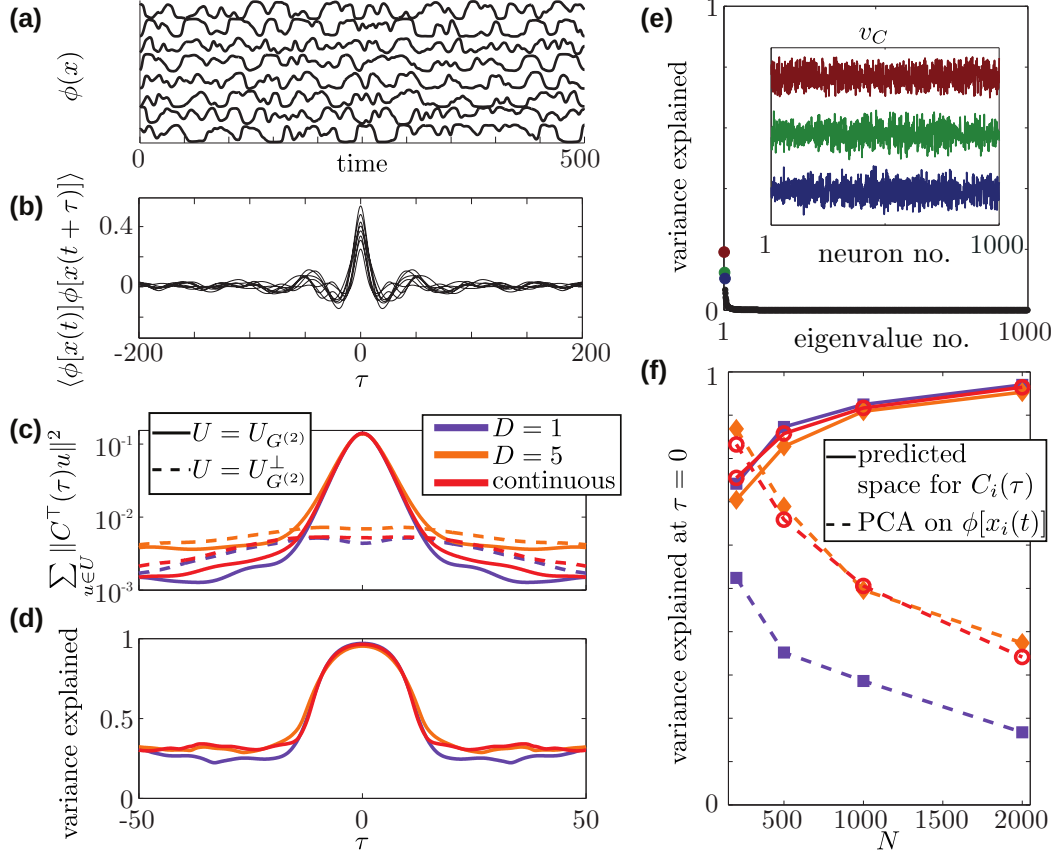 (a)
ϕ(x)
0
time
500
(b)
⟨ϕ[x(t)]ϕ[x(t + τ)]⟩
0.4
0
-200
0
200
τ
(c)
U = U_{G^{(2)}}
U = U^⊥_{G^{(2)}}
D = 1
D = 5
continuous
∑_{u∈U} ‖C^⊤(τ)u‖²
10^{-1}
10^{-2}
10^{-3}
(d)
variance explained
1
0.5
0
-50
0
50
τ
(e)
variance explained
1
0
v_C
1
1000
neuron no.
1
1000
eigenvalue no.
(f)
variance explained at τ = 0
1
0
predicted
space for C_i(τ)
PCA on ϕ[x_i(t)]
500
1000
1500
2000
N